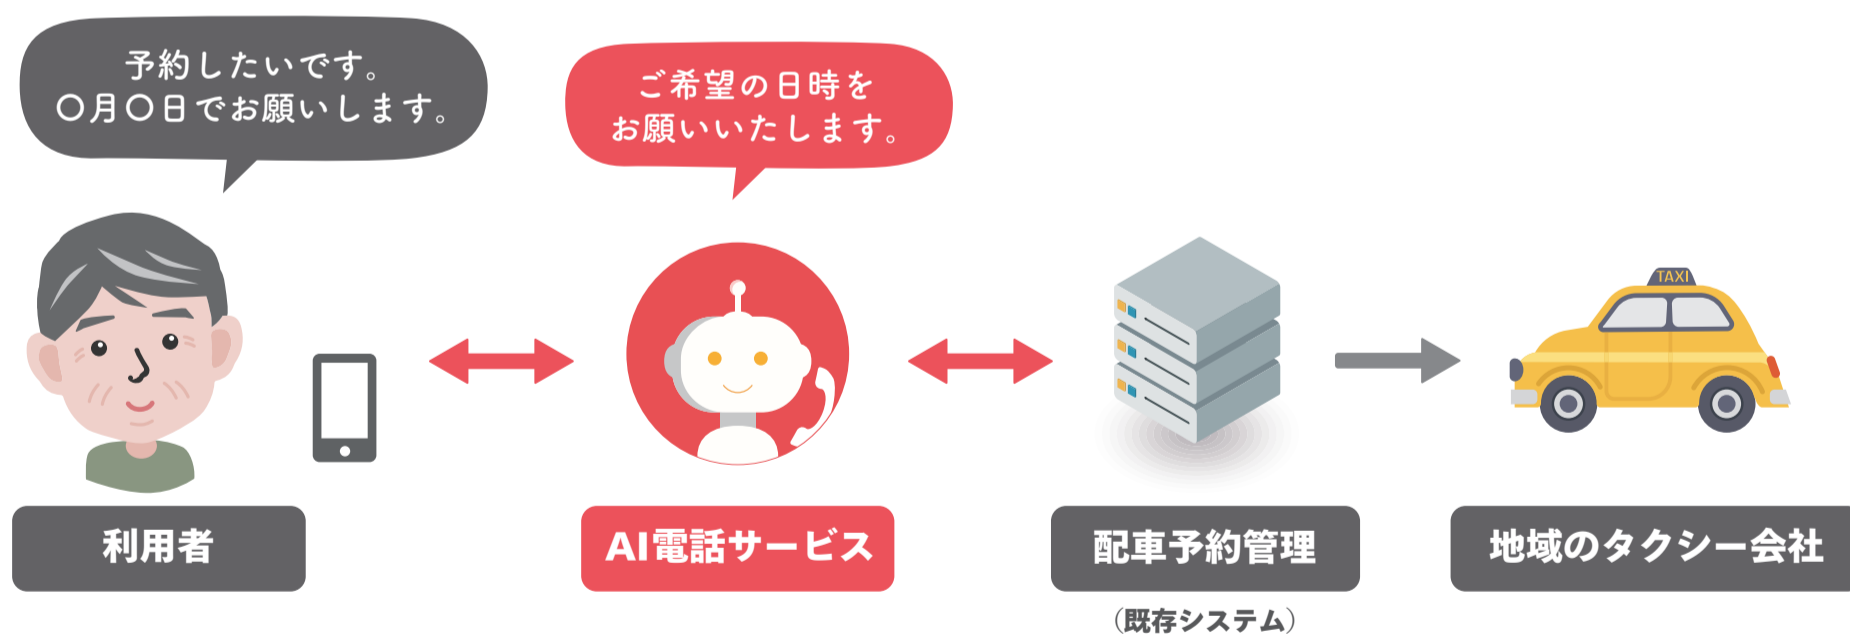 予約したいです。
〇月〇日でお願いします。
ご希望の日時を
お願いいたします。
TAXI
利用者
AI電話サービス
配車予約管理
（既存システム）
地域のタクシー会社